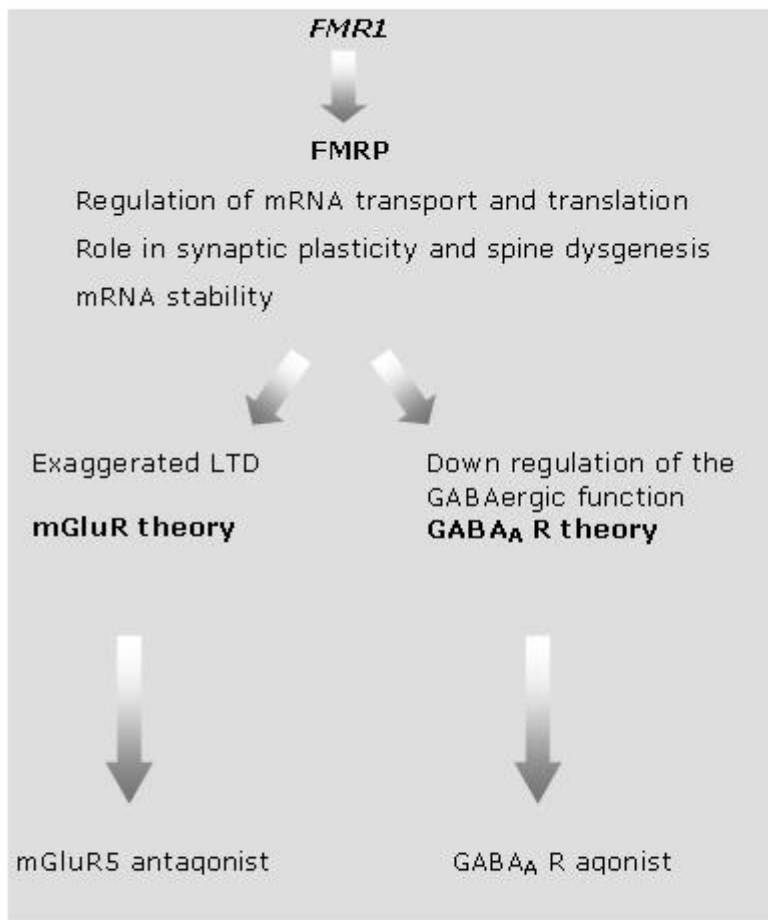 FMR1
FMRP
Regulation of mRNA transport and translation
Role in synaptic plasticity and spine dysgenesis
mRNA stability
Exaggerated LTD
mGluR theory
Down regulation of the
GABAergic function
GABAA R theory
mGluR5 antagonist
GABAA R agonist